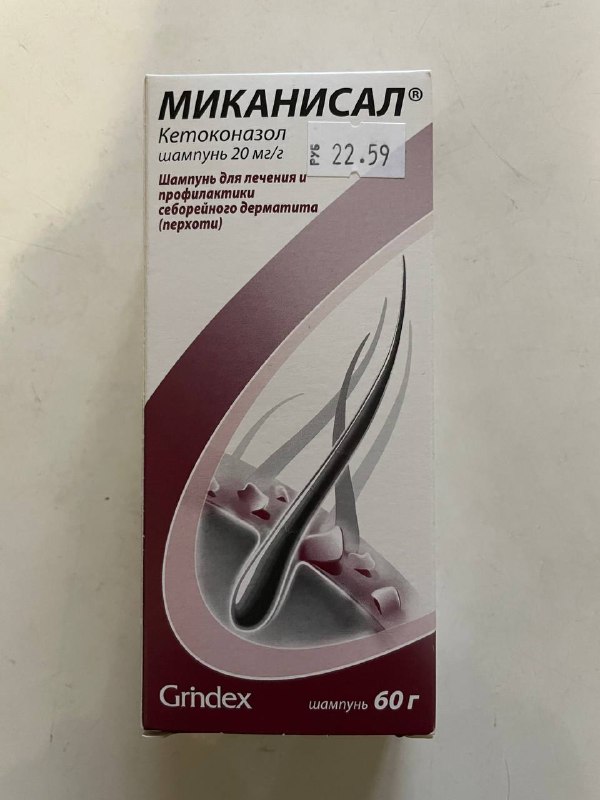 МИКАНИСАЛ®
Кетоконазол
шампунь 20 мг/г
РУБ 22.59
Шампунь для лечения и
профилактики
себорейного дерматита
(перхоти)
Grindex
шампунь 60 г